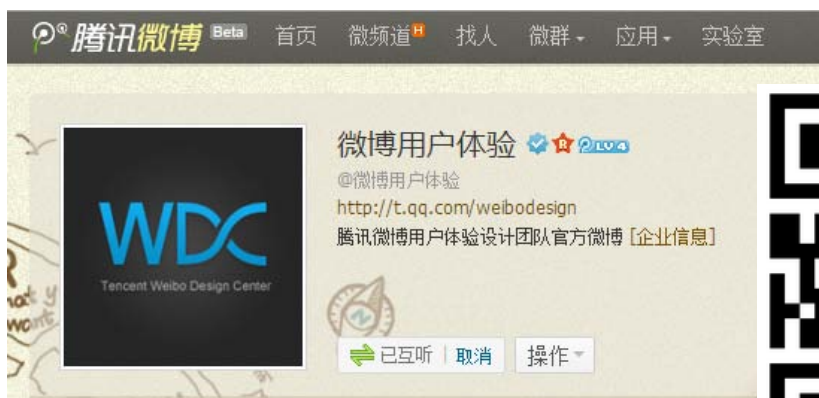 腾讯微博 Beta 首页 微频道 H 找人 微群 应用 实验室
微博用户体验 R LV 4
@微博用户体验
http://t.qq.com/weibodesign
腾讯微博用户体验设计团队官方微博 [企业信息]
WDC
Tencent Weibo Design Center
已互听 取消 操作